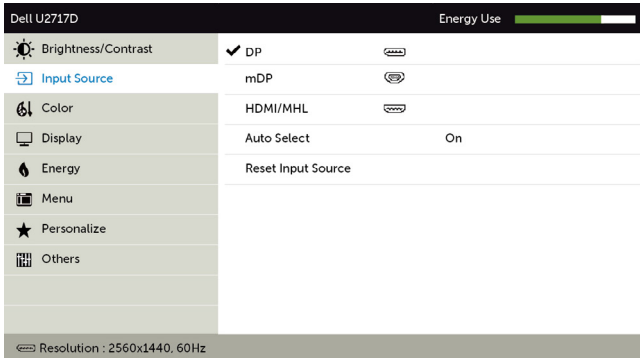 Dell U2717D
Energy Use
Brightness/Contrast
Input Source
Color
Display
Energy
Menu
Personalize
Others
DP
mDP
HDMI/MHL
Auto Select On
Reset Input Source
Resolution : 2560x1440, 60Hz